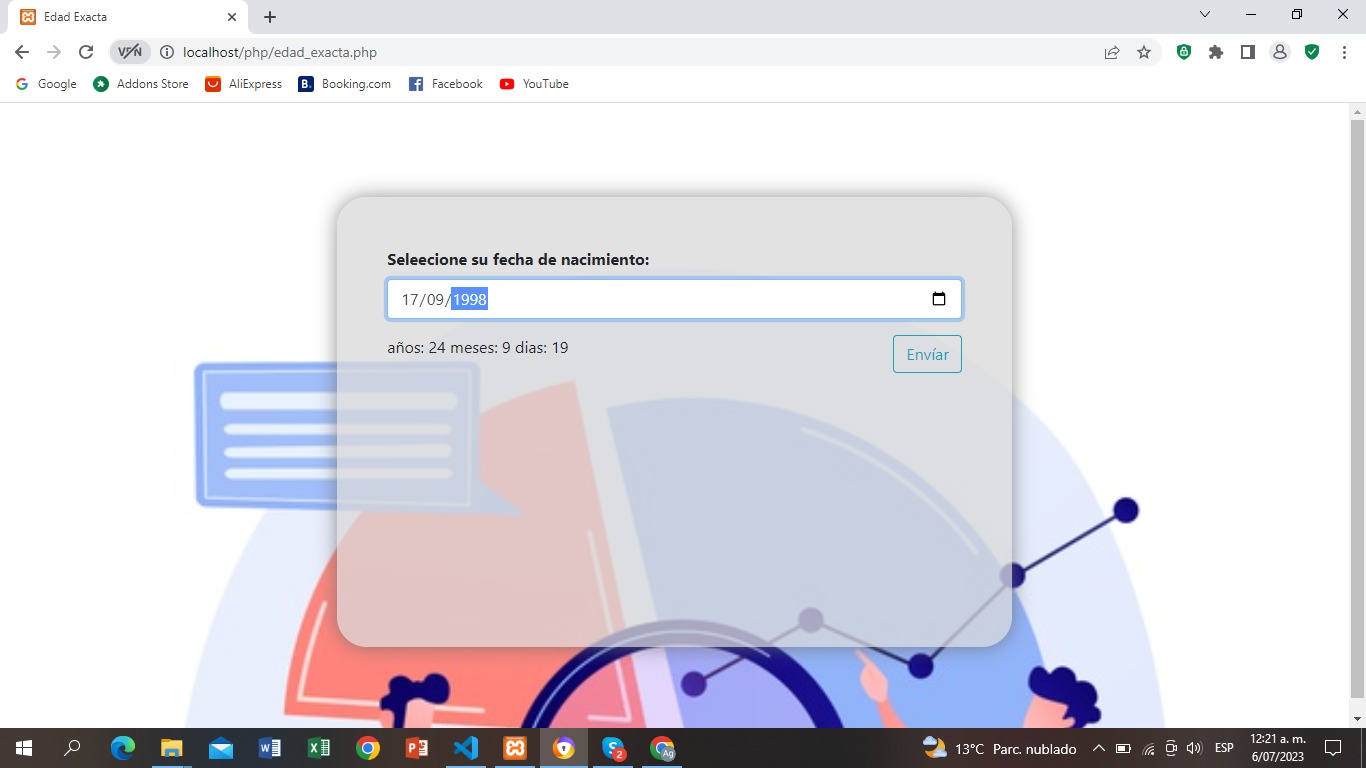 Edad Exacta
VPN
localhost/php/edad_exacta.php
Google Addons Store AliExpress B. Booking.com Facebook YouTube
Seleecione su fecha de nacimiento:
17/09/1998
años: 24 meses: 9 dias: 19
Envíar
13°C Parc. nublado ESP 12:21 a. m.
6/07/2023
2
Ag